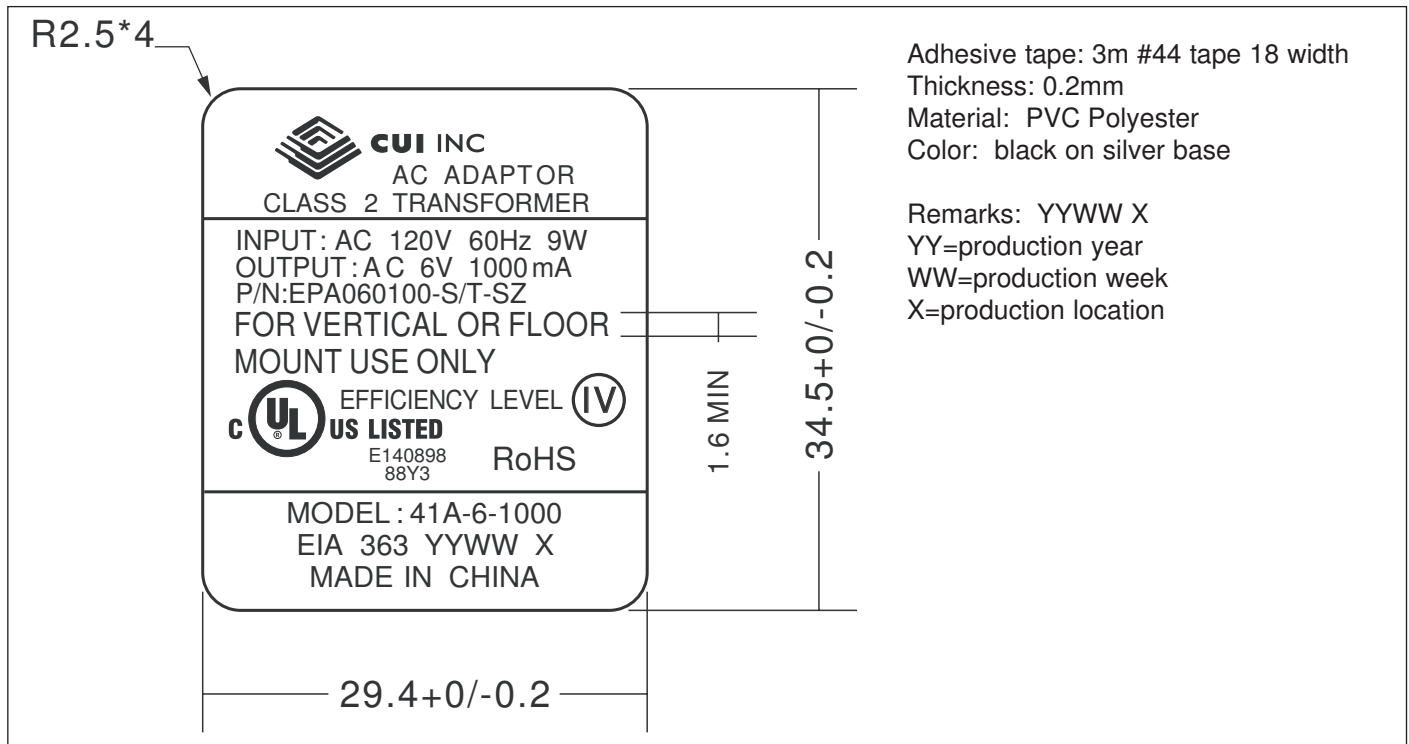 R2.5*4
CUI INC
AC ADAPTOR
CLASS 2 TRANSFORMER
INPUT: AC 120V 60Hz 9W
OUTPUT: AC 6V 1000mA
P/N:EPA060100-S/T-SZ
FOR VERTICAL OR FLOOR
MOUNT USE ONLY
EFFICIENCY LEVEL IV
C UL ® US LISTED
E140898
88Y3
RoHS
MODEL: 41A-6-1000
EIA 363 YYWW X
MADE IN CHINA
1.6 MIN
34.5+0/-0.2
29.4+0/-0.2
Adhesive tape: 3m #44 tape 18 width
Thickness: 0.2mm
Material: PVC Polyester
Color: black on silver base
Remarks: YYWW X
YY=production year
WW=production week
X=production location